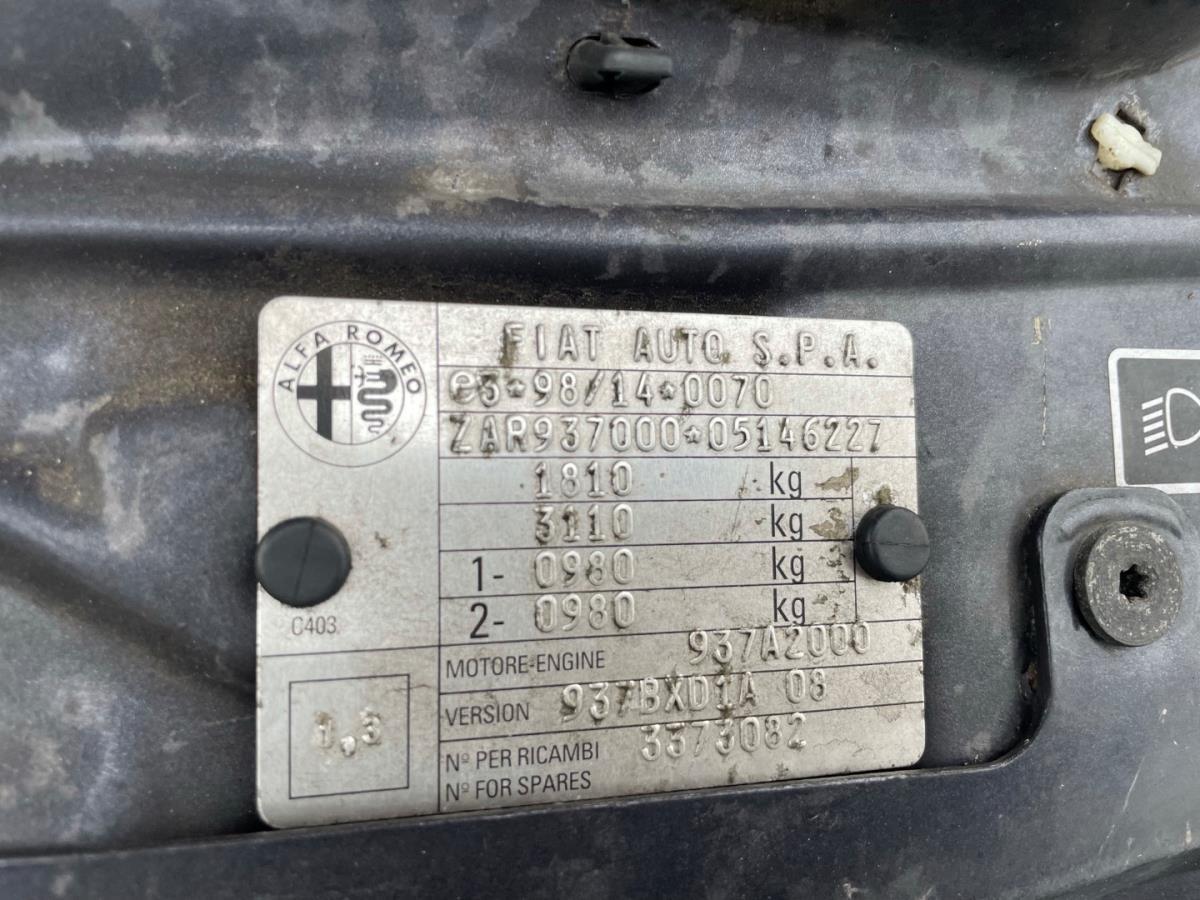 ALFA ROMEO
FIAT AUTO S.P.A.
e3*98/14*0070
ZAR937000*05146227
1810 kg
3110 kg
1- 0980 kg
2- 0980 kg
C403
MOTORE-ENGINE 937A2000
VERSION 937BXD1A 08
Nº PER RICAMBI 3373082
Nº FOR SPARES
1,3